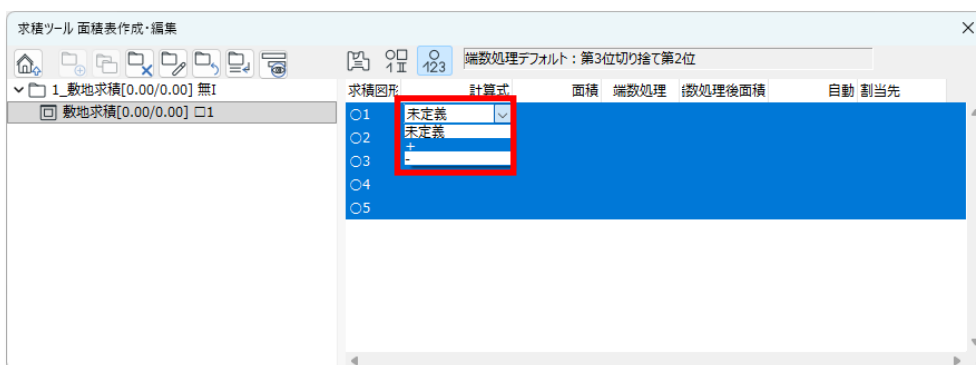 求積ツール 面積表作成・編集
○ 123 端数処理デフォルト：第3位切り捨て第2位
1_敷地求積[0.00/0.00] 無I
敷地求積[0.00/0.00] □1
求積図形 計算式 面積 端数処理 数処理後面積 自動 割当先
○1 未定義
未定義
+
-
○2
○3
○4
○5